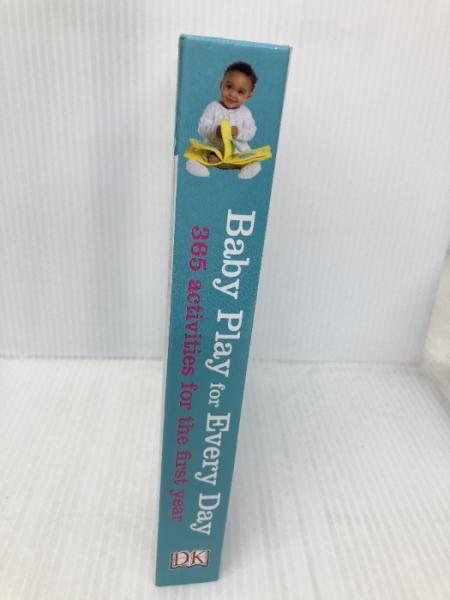 Baby Play for Every Day
365 activities for the first year
DK